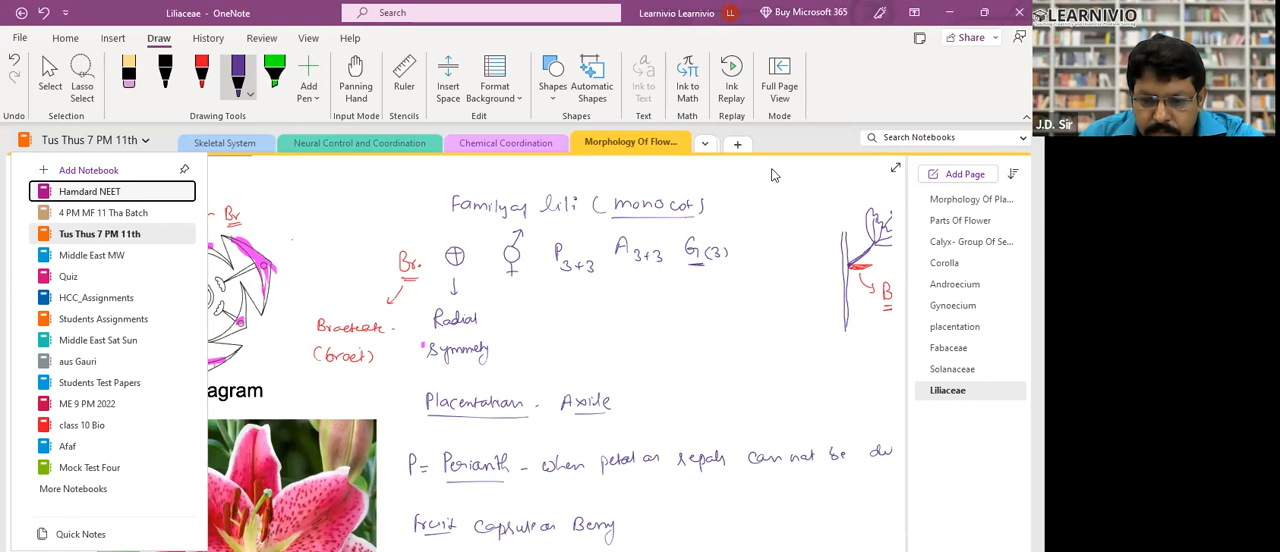 Liliaceae - OneNote
Search
Learnivio Learnivio
LL
Buy Microsoft 365
LEARNIVIO
File
Home
Insert
Draw
History
Review
View
Help
Share
Undo
Select
Lasso Select
Add Pen
Panning Hand
Ruler
Insert Space
Format Background
Shapes
Automatic Shapes
Ink to Text
Ink to Math
Ink Replay
Full Page View
Selection
Drawing Tools
Input Mode
Stencils
Edit
Shapes
Convert
Replay
Mode
J.D. Sir
Tus Thus 7 PM 11th
Skeletal System
Neural Control and Coordination
Chemical Coordination
Morphology Of Flow...
Search Notebooks
Add Notebook
Hamdard NEET
4 PM MF 11 Tha Batch
Tus Thus 7 PM 11th
Middle East MW
Quiz
HCC_Assignments
Students Assignments
Middle East Sat Sun
aus Gauri
Students Test Papers
ME 9 PM 2022
class 10 Bio
Afaf
Mock Test Four
More Notebooks
Quick Notes
Br
agram
Family of lili (monocot)
Br. ⊕ ⚥ P3+3 A3+3 G(3)
Bracteate -
(bract)
Radial
Symmety
Placentation - Axile
P = Perianth - when petal or sepals can not be
Fruit Capsule or Berry
B
Add Page
Morphology Of Pla...
Parts Of Flower
Calyx- Group Of Se...
Corolla
Androecium
Gynoecium
placentation
Fabaceae
Solanaceae
Liliaceae